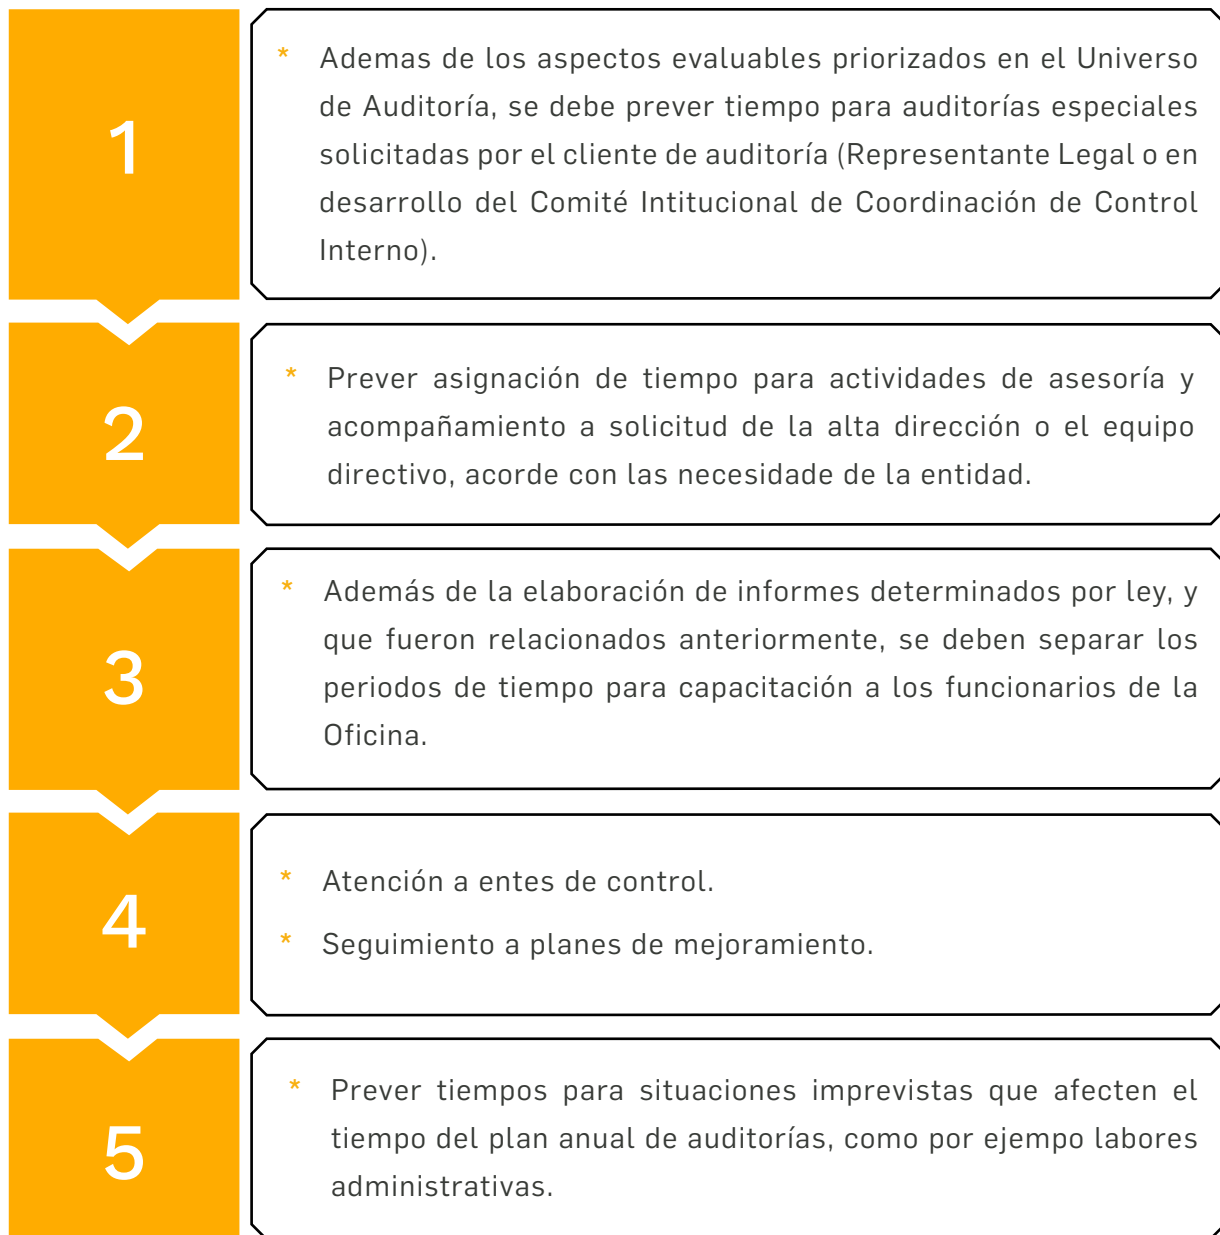 1
* Ademas de los aspectos evaluables priorizados en el Universo
de Auditoría, se debe prever tiempo para auditorías especiales
solicitadas por el cliente de auditoría (Representante Legal o en
desarrollo del Comité Intitucional de Coordinación de Control
Interno).
2
* Prever asignación de tiempo para actividades de asesoría y
acompañamiento a solicitud de la alta dirección o el equipo
directivo, acorde con las necesidade de la entidad.
3
* Además de la elaboración de informes determinados por ley, y
que fueron relacionados anteriormente, se deben separar los
periodos de tiempo para capacitación a los funcionarios de la
Oficina.
4
* Atención a entes de control.
* Seguimiento a planes de mejoramiento.
5
* Prever tiempos para situaciones imprevistas que afecten el
tiempo del plan anual de auditorías, como por ejempo labores
administrativas.